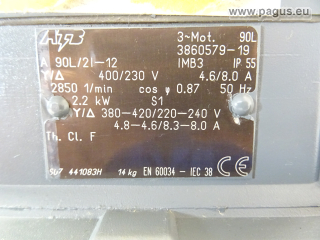 www.pagus.eu
3~Mot. 90L
3860579-19
A 90L/2I-12 IMB3 IP 55
Y/Δ 400/230 V 4.6/8.0 A
2850 1/min cos φ 0.87 50 Hz
2.2 kW S1
Y/Δ 380-420/220-240 V
4.8-4.6/8.3-8.0 A
Th. Cl. F
441083H 14 kg EN 60034 - IEC 38 CE